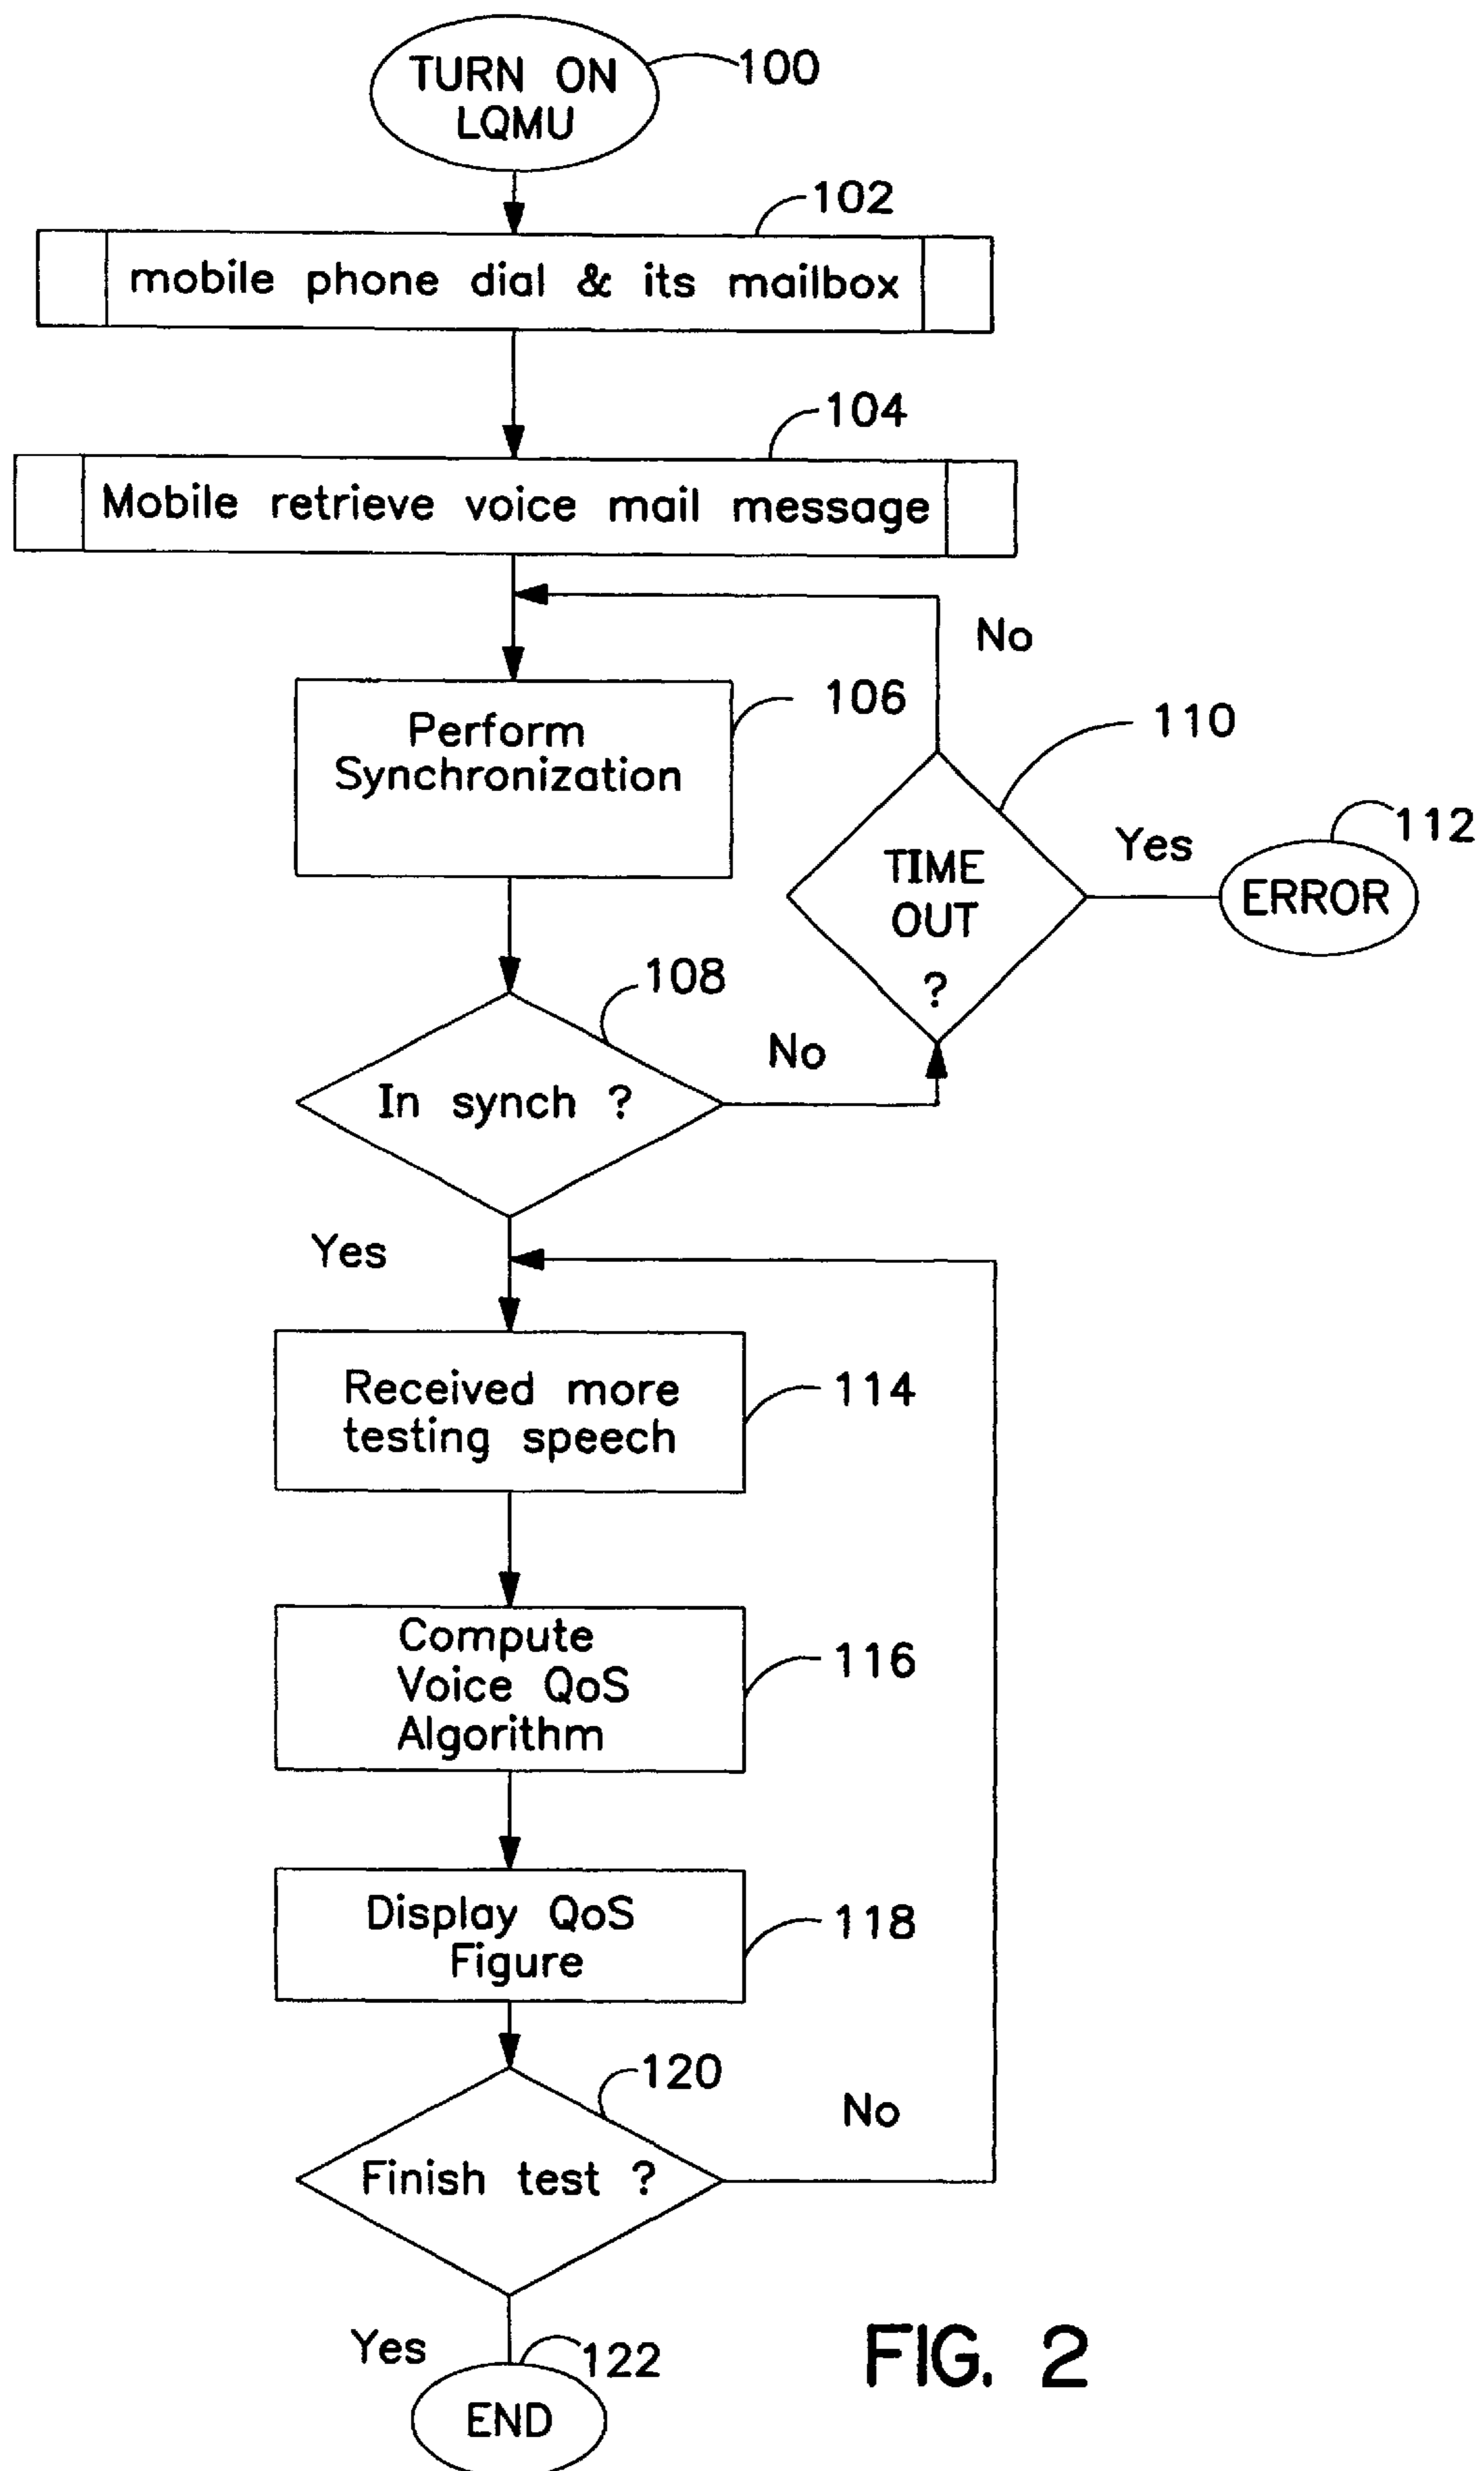 TURN ON
LQMU
100
102
mobile phone dial & its mailbox
104
Mobile retrieve voice mail message
No
106
Perform
Synchronization
110
TIME
OUT
?
Yes
112
ERROR
108
In synch ?
No
Yes
Received more
testing speech
114
Compute
Voice QoS
Algorithm
116
Display QoS
Figure
118
120
Finish test ?
No
Yes
122
END
FIG. 2